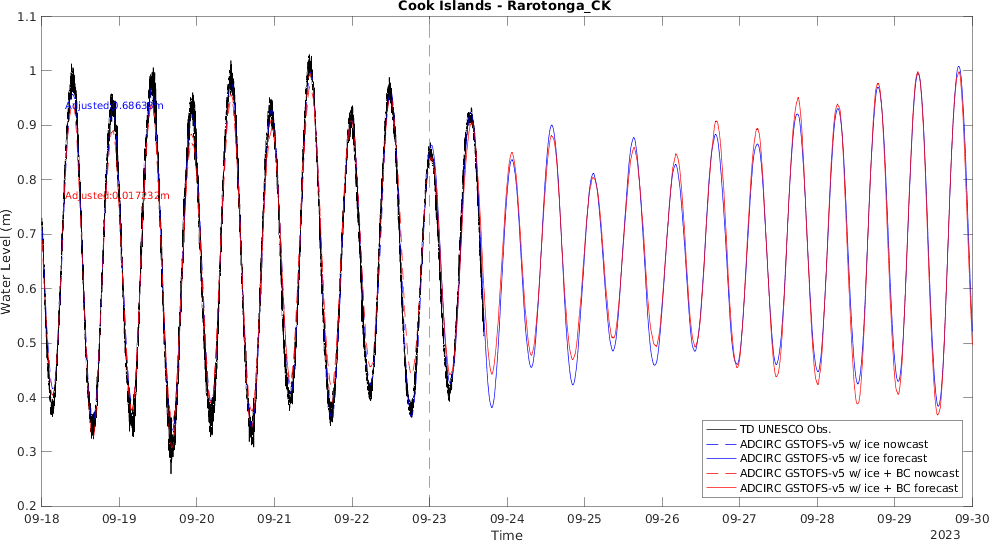 Cook Islands - Rarotonga_CK
1.1
1
0.9
0.8
0.7
0.6
0.5
0.4
0.3
0.2
Water Level (m)
Adjusted:0.017232m
TD UNESCO Obs.
ADCIRC GSTOFS-v5 w/ ice nowcast
ADCIRC GSTOFS-v5 w/ ice forecast
ADCIRC GSTOFS-v5 w/ ice + BC nowcast
ADCIRC GSTOFS-v5 w/ ice + BC forecast
09-18 09-19 09-20 09-21 09-22 09-23 09-24 09-25 09-26 09-27 09-28 09-29 09-30
Time
2023